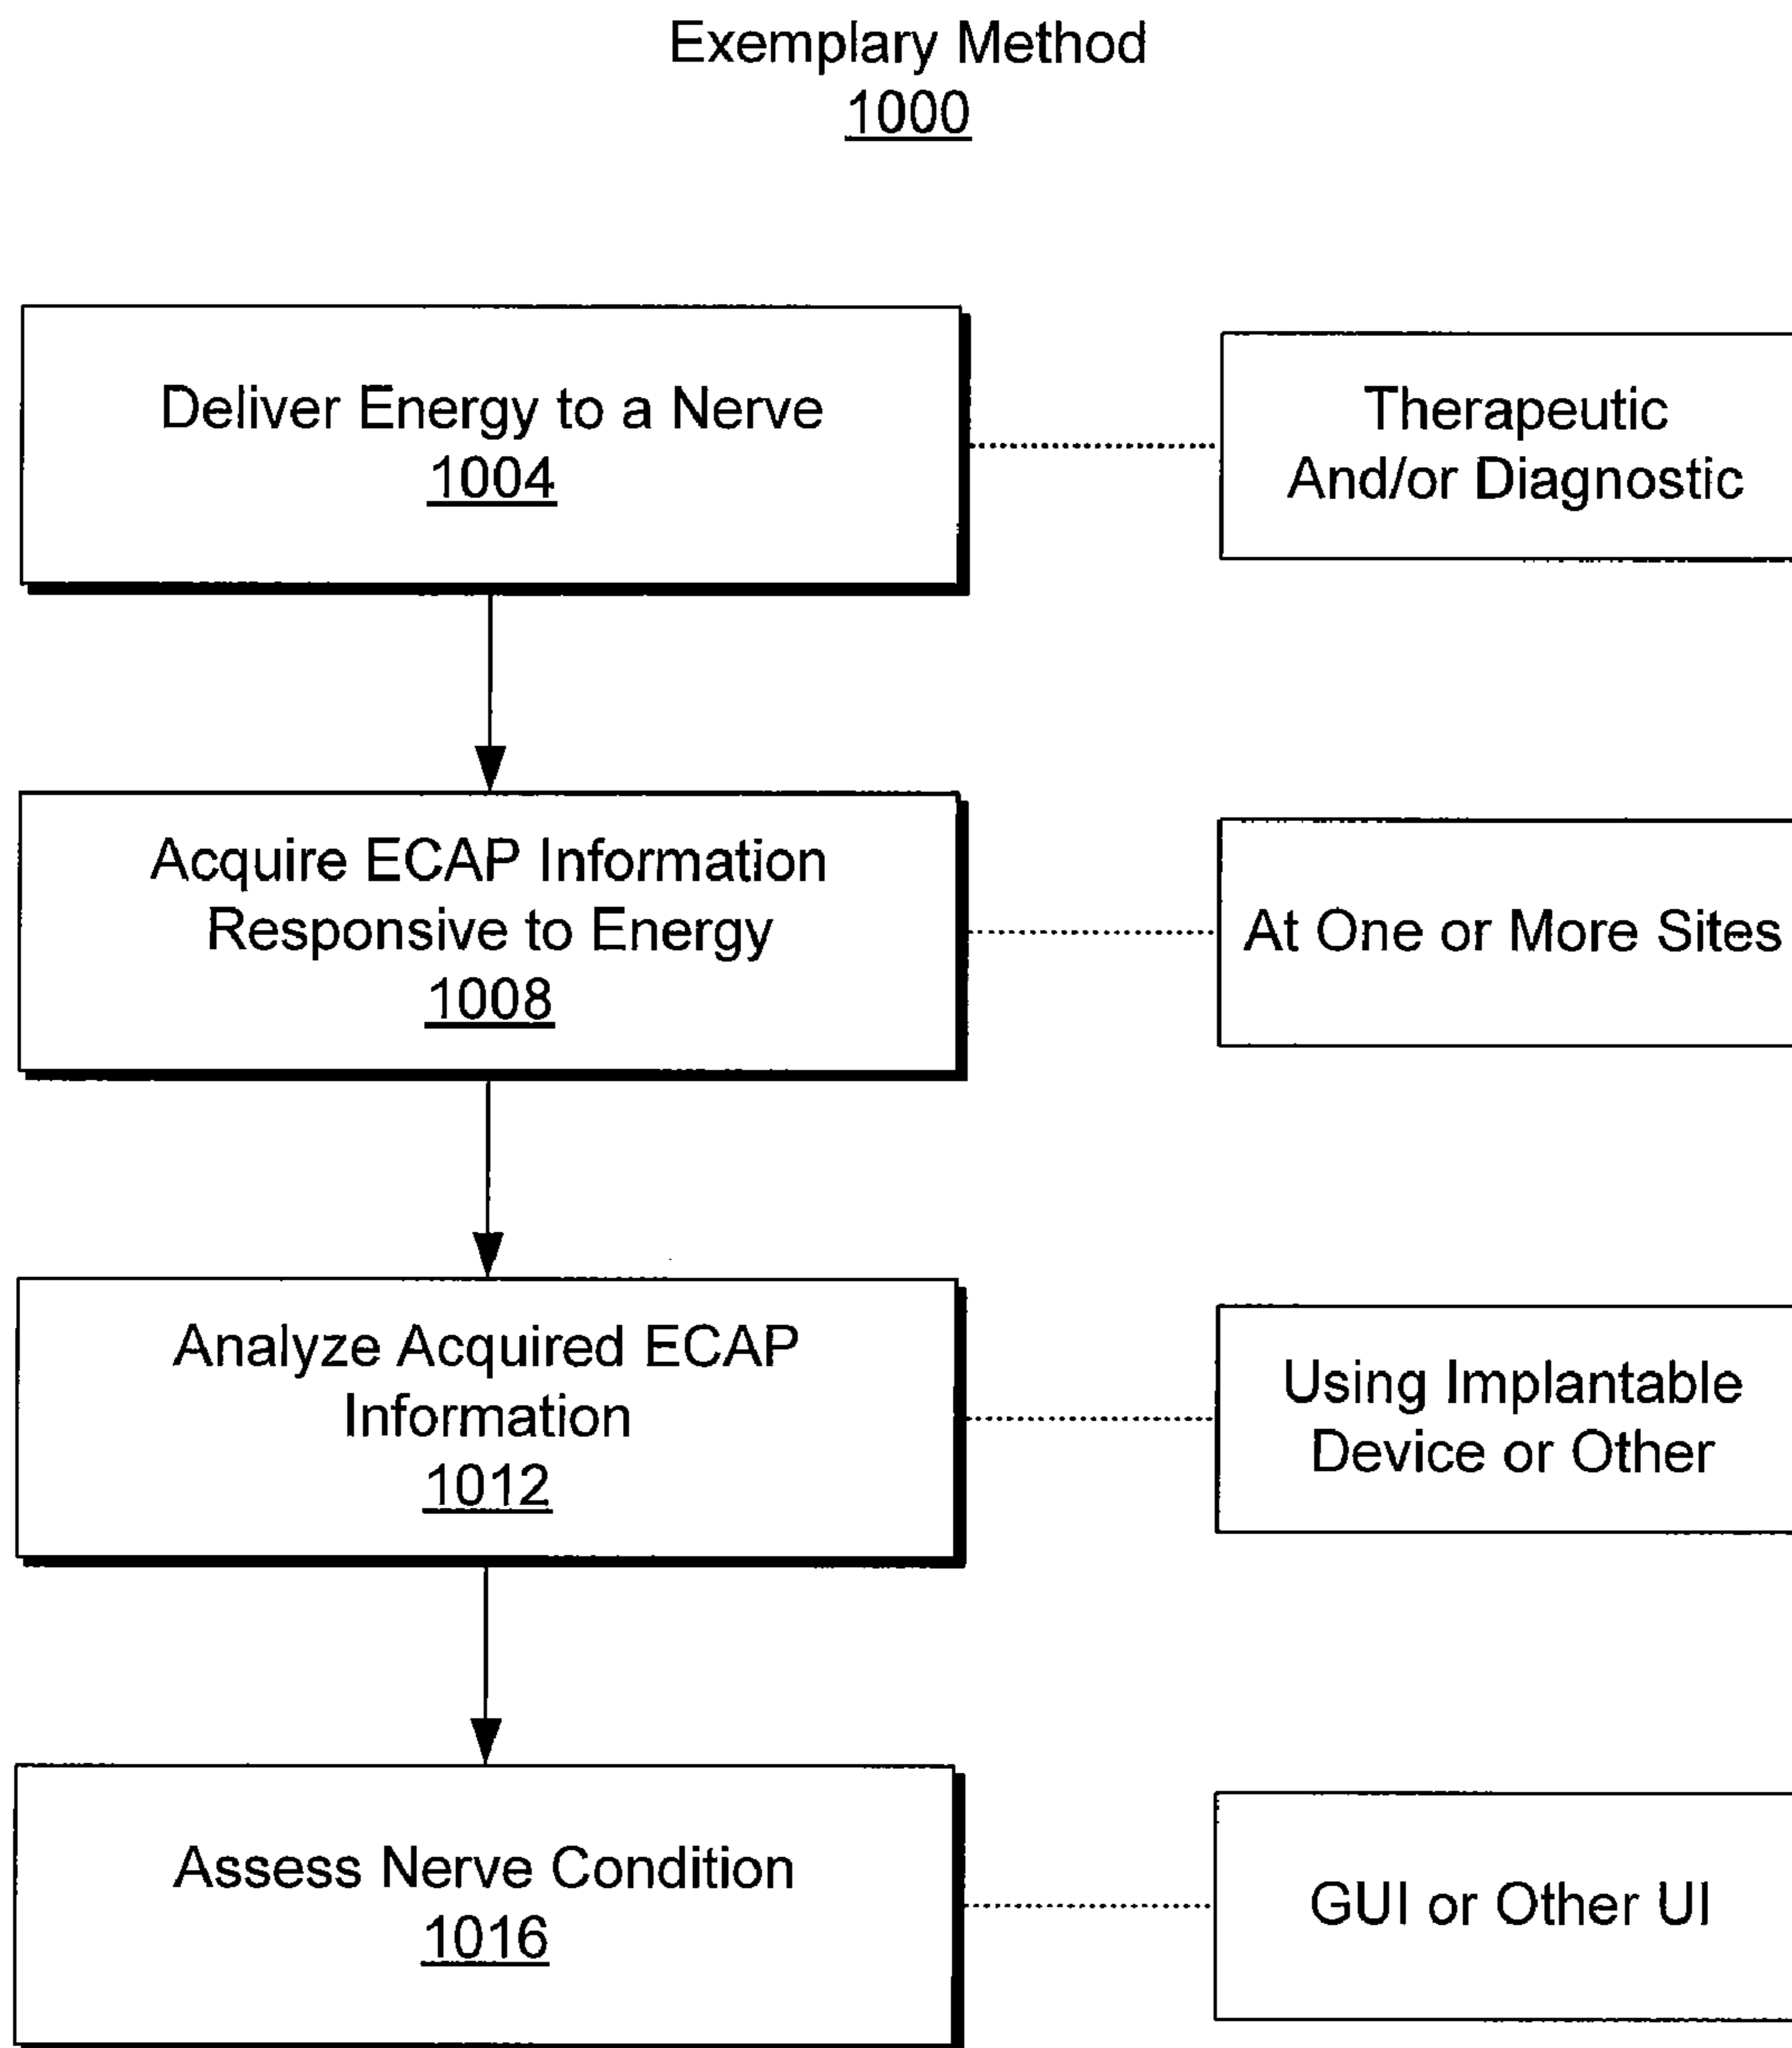 Exemplary Method
1000
Deliver Energy to a Nerve
1004
Therapeutic
And/or Diagnostic
Acquire ECAP Information
Responsive to Energy
1008
At One or More Sites
Analyze Acquired ECAP
Information
1012
Using Implantable
Device or Other
Assess Nerve Condition
1016
GUI or Other UI